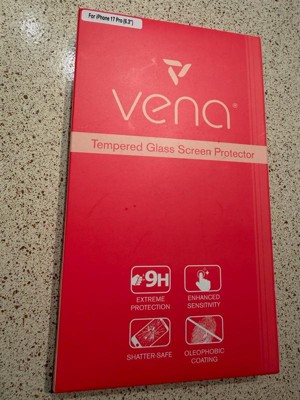 For iPhone 17 Pro (6.3")
vena®
Tempered Glass Screen Protector
9H
EXTREME
PROTECTION
ENHANCED
SENSITIVITY
SHATTER-SAFE
OLEOPHOBIC
COATING